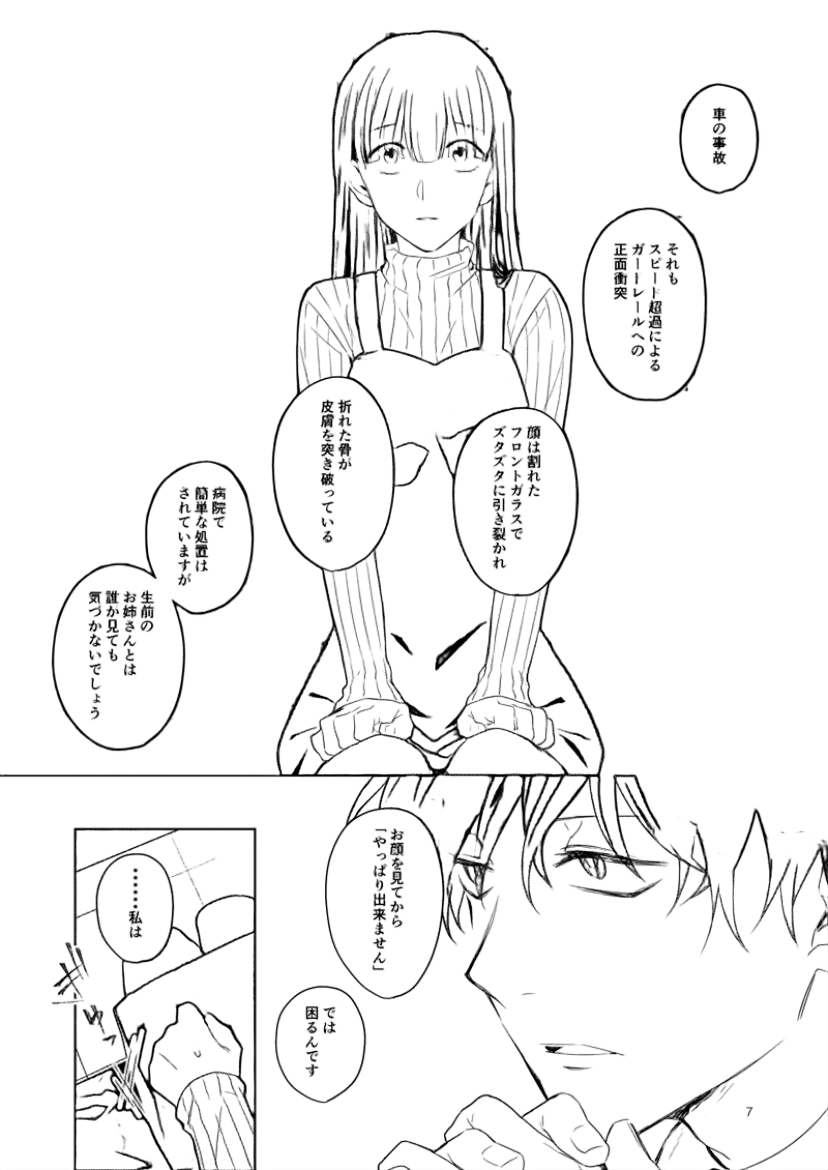 車の事故
それも
スピード超過による
ガードレールへの
正面衝突
顔は割れた
フロントガラスで
ズタズタに引き裂かれ
折れた骨が
皮膚を突き破っている
病院で
簡単な処置は
されていますが
生前の
お姉さんとは
誰が見ても
気づかないでしょう
お顔を見てから
「やっぱり出来ません」
では
困るんです
……私は
7